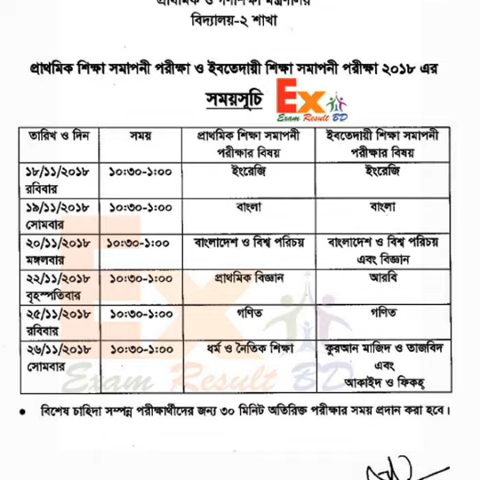 প্রাথমিক ও গণশিক্ষা মন্ত্রণালয়
বিদ্যালয়-২ শাখা
প্রাথমিক শিক্ষা সমাপনী পরীক্ষা ও ইবতেদায়ী শিক্ষা সমাপনী পরীক্ষা ২০১৮ এর
সময়সূচি
Ex
Exam Result BD
তারিখ ও দিন সময় প্রাথমিক শিক্ষা সমাপনী পরীক্ষার বিষয় ইবতেদায়ী শিক্ষা সমাপনী পরীক্ষার বিষয়
১৮/১১/২০১৮ রবিবার ১০:৩০-১:০০ ইংরেজি ইংরেজি
১৯/১১/২০১৮ সোমবার ১০:৩০-১:০০ বাংলা বাংলা
২০/১১/২০১৮ মঙ্গলবার ১০:৩০-১:০০ বাংলাদেশ ও বিশ্ব পরিচয় বাংলাদেশ ও বিশ্ব পরিচয় এবং বিজ্ঞান
২২/১১/২০১৮ বৃহস্পতিবার ১০:৩০-১:০০ প্রাথমিক বিজ্ঞান আরবি
২৫/১১/২০১৮ রবিবার ১০:৩০-১:০০ গণিত গণিত
২৬/১১/২০১৮ সোমবার ১০:৩০-১:০০ ধর্ম ও নৈতিক শিক্ষা কুরআন মাজিদ ও তাজবিদ এবং আকাইদ ও ফিকহ্
Ex
Exam Result BD
• বিশেষ চাহিদা সম্পন্ন পরীক্ষার্থীদের জন্য ৩০ মিনিট অতিরিক্ত পরীক্ষার সময় প্রদান করা হবে।